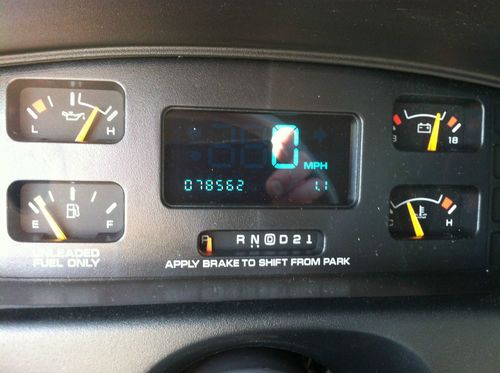 L H
0 MPH
18
078562 1.1
E F
H
R N D 2 1
UNLEADED
FUEL ONLY
APPLY BRAKE TO SHIFT FROM PARK